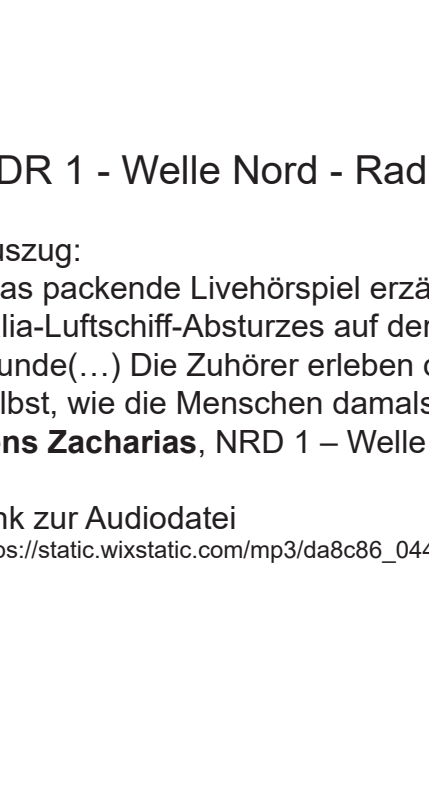 DR 1 - Welle Nord - Rad
uszug:
as packende Livehörspiel erzä
lia-Luftschiff-Absturzes auf der
unde(…) Die Zuhörer erleben
lbst, wie die Menschen damals
ns Zacharias, NRD 1 – Welle
nk zur Audiodatei
ps://static.wixstatic.com/mp3/da8c86_044